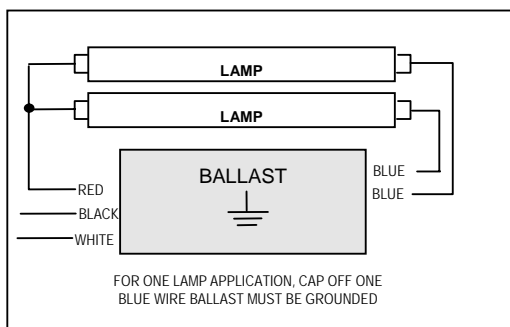 LAMP
LAMP
BALLAST
BLUE
RED
BLUE
BLACK
WHITE
FOR ONE LAMP APPLICATION, CAP OFF ONE
BLUE WIRE BALLAST MUST BE GROUNDED